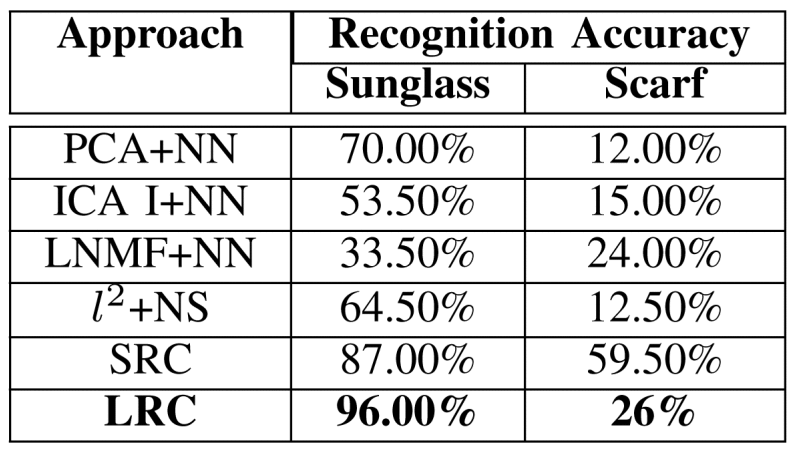 Approach Recognition Accuracy
Sunglass Scarf
PCA+NN 70.00% 12.00%
ICA I+NN 53.50% 15.00%
LNMF+NN 33.50% 24.00%
l²+NS 64.50% 12.50%
SRC 87.00% 59.50%
LRC 96.00% 26%